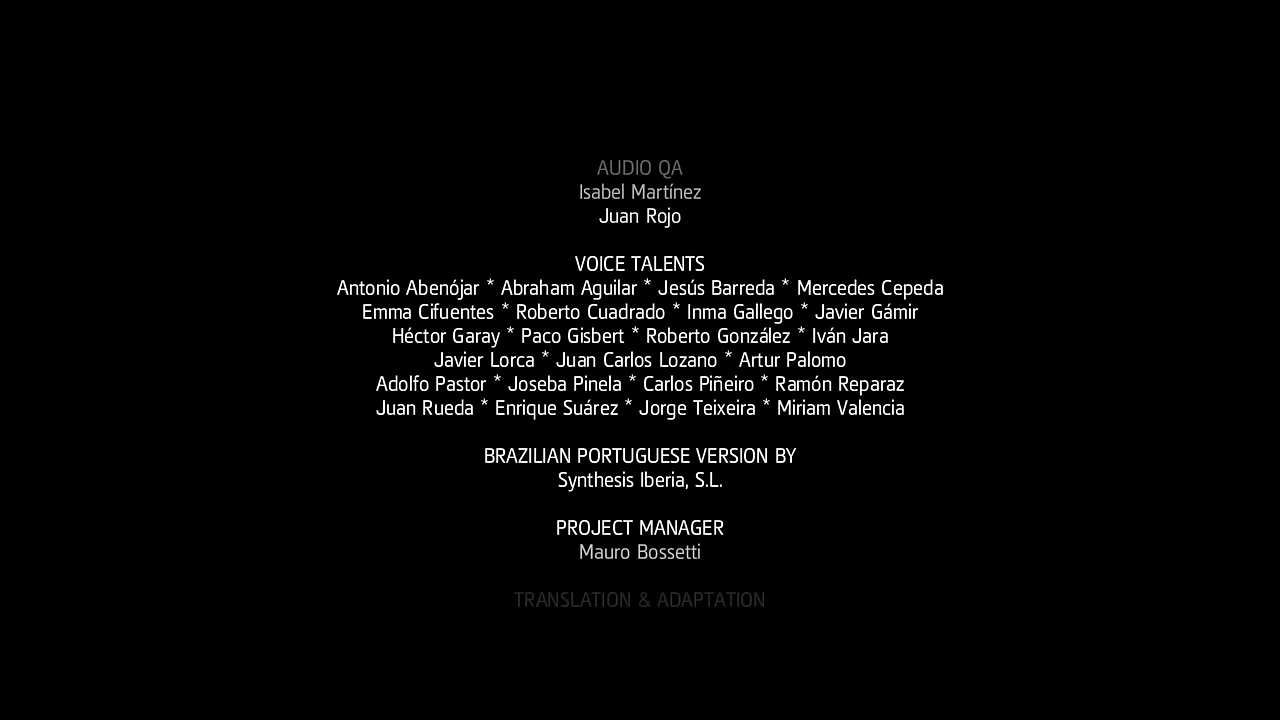 AUDIO QA
Isabel Martínez
Juan Rojo
VOICE TALENTS
Antonio Abenójar * Abraham Aguilar * Jesús Barreda * Mercedes Cepeda
Emma Cifuentes * Roberto Cuadrado * Inma Gallego * Javier Gámir
Héctor Garay * Paco Gisbert * Roberto González * Iván Jara
Javier Lorca * Juan Carlos Lozano * Artur Palomo
Adolfo Pastor * Joseba Pinela * Carlos Piñeiro * Ramón Reparaz
Juan Rueda * Enrique Suárez * Jorge Teixeira * Miriam Valencia
BRAZILIAN PORTUGUESE VERSION BY
Synthesis Iberia, S.L.
PROJECT MANAGER
Mauro Bossetti
TRANSLATION & ADAPTATION